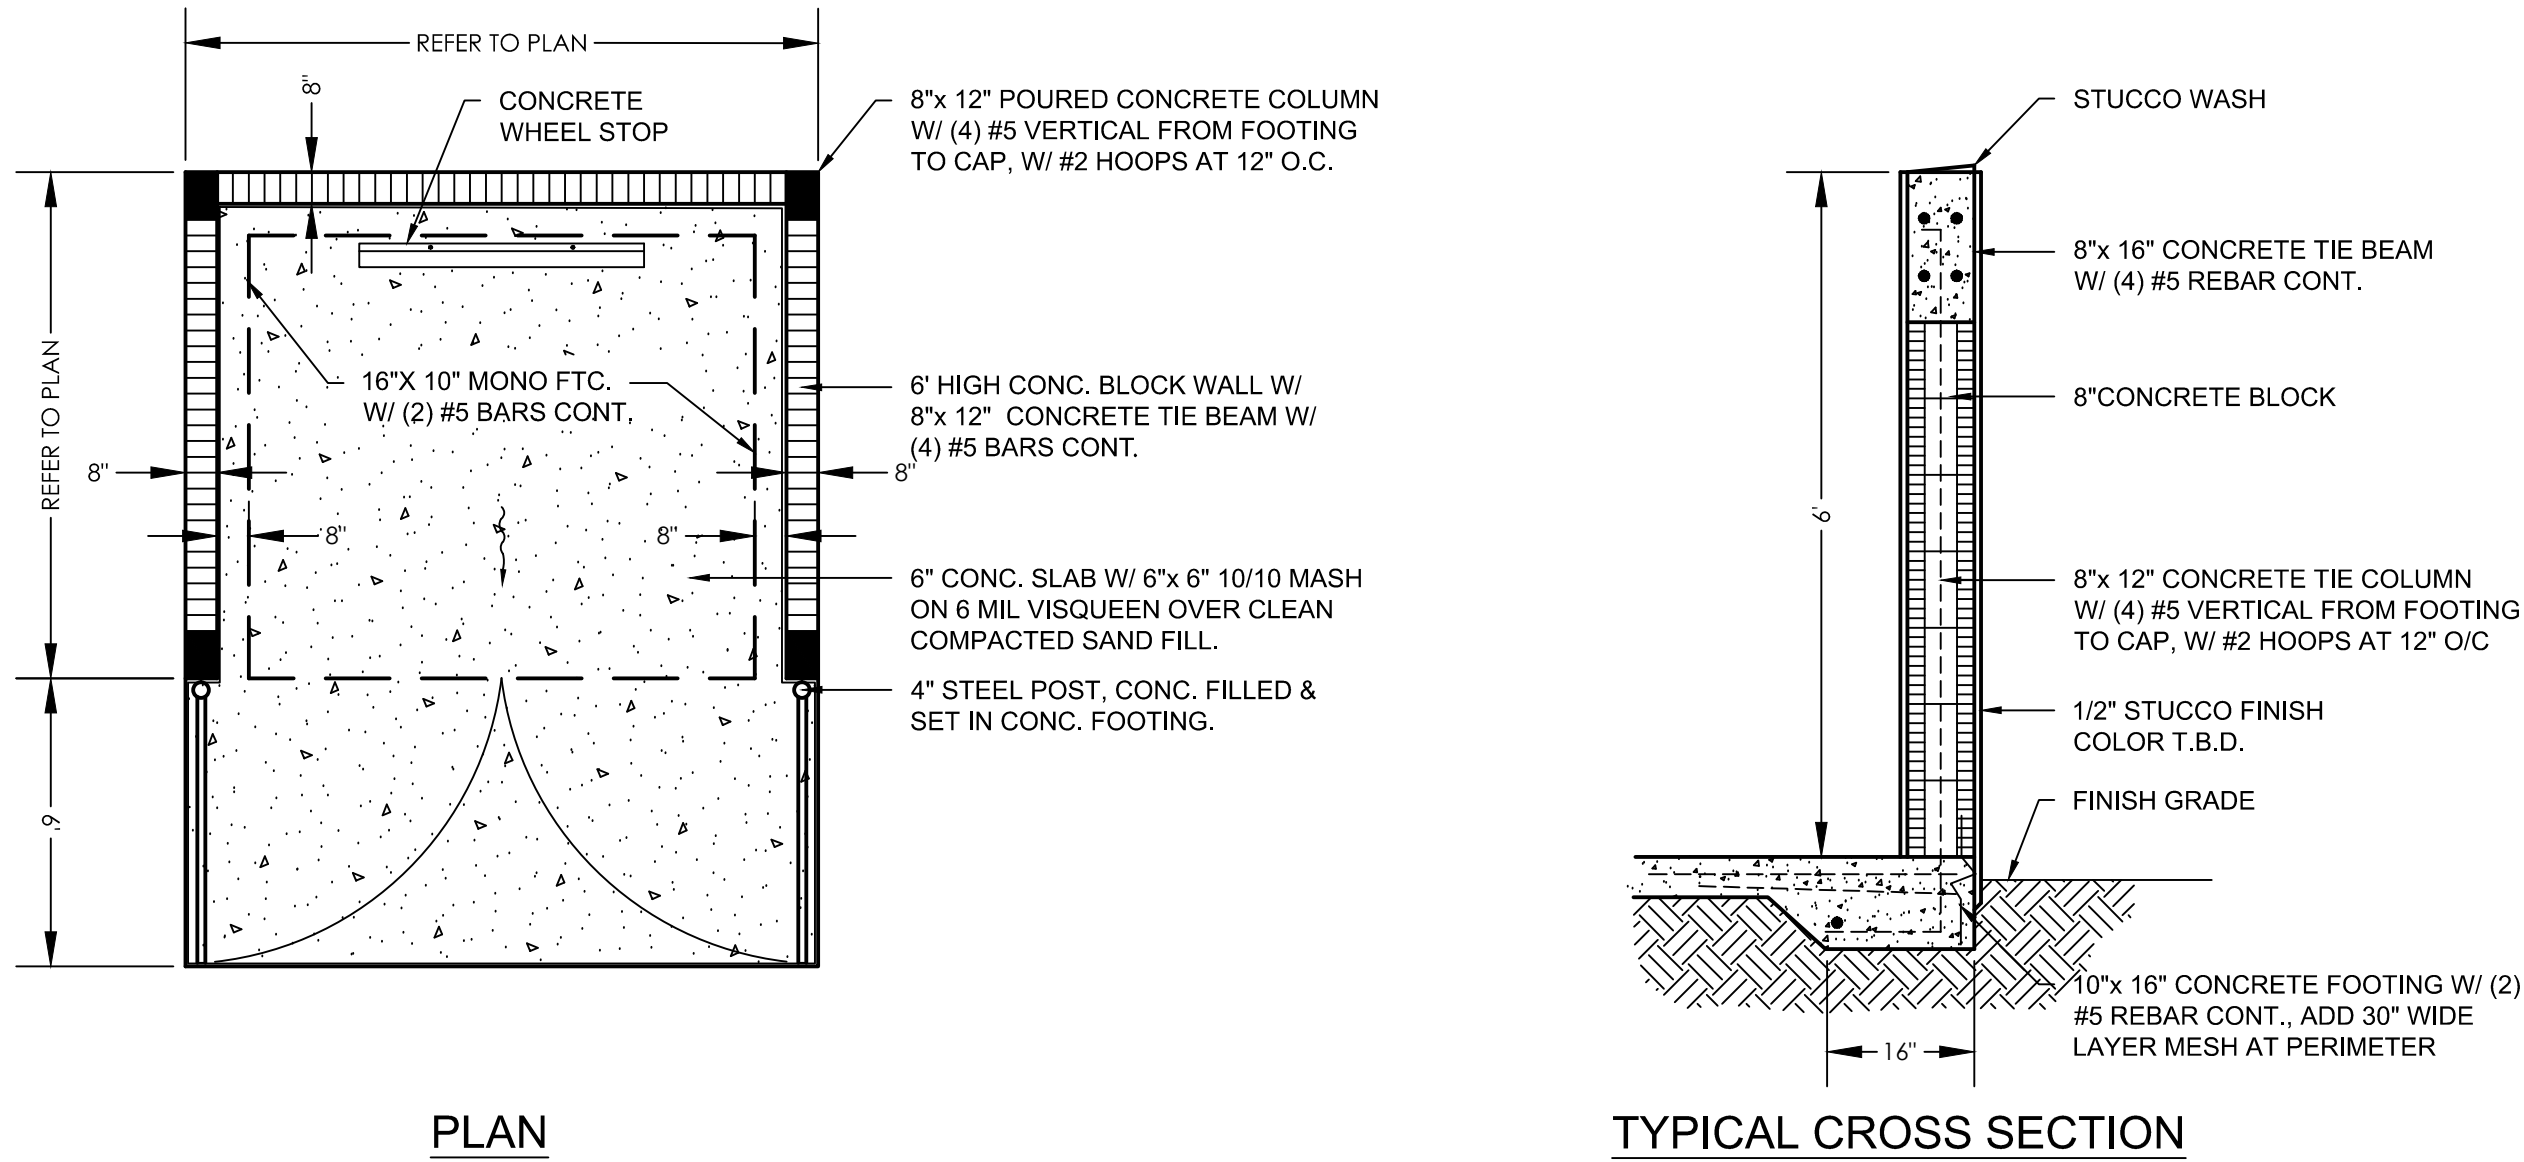 REFER TO PLAN
8"
CONCRETE
WHEEL STOP
8"x 12" POURED CONCRETE COLUMN
W/ (4) #5 VERTICAL FROM FOOTING
TO CAP, W/ #2 HOOPS AT 12" O.C.
REFER TO PLAN
16"X 10" MONO FTC.
W/ (2) #5 BARS CONT.
6' HIGH CONC. BLOCK WALL W/
8"x 12" CONCRETE TIE BEAM W/
(4) #5 BARS CONT.
8"
8"
8"
8"
6" CONC. SLAB W/ 6"x 6" 10/10 MASH
ON 6 MIL VISQUEEN OVER CLEAN
COMPACTED SAND FILL.
4" STEEL POST, CONC. FILLED &
SET IN CONC. FOOTING.
6'
PLAN
STUCCO WASH
8"x 16" CONCRETE TIE BEAM
W/ (4) #5 REBAR CONT.
8"CONCRETE BLOCK
6'
8"x 12" CONCRETE TIE COLUMN
W/ (4) #5 VERTICAL FROM FOOTING
TO CAP, W/ #2 HOOPS AT 12" O/C
1/2" STUCCO FINISH
COLOR T.B.D.
FINISH GRADE
10"x 16" CONCRETE FOOTING W/ (2)
#5 REBAR CONT., ADD 30" WIDE
LAYER MESH AT PERIMETER
16"
TYPICAL CROSS SECTION